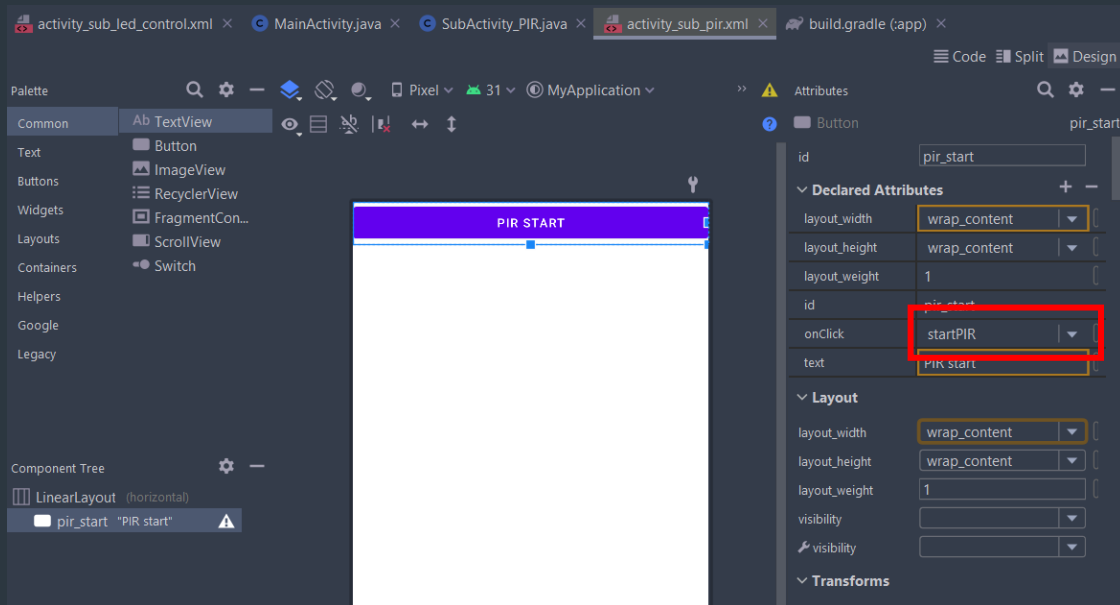 activity_sub_led_control.xml MainActivity.java SubActivity_PIR.java activity_sub_pir.xml build.gradle (:app)
Code Split Design
Palette
Pixel 31 MyApplication
Attributes
Common
Text
Buttons
Widgets
Layouts
Containers
Helpers
Google
Legacy
Ab TextView
Button
ImageView
RecyclerView
FragmentCon...
ScrollView
Switch
PIR START
Component Tree
LinearLayout (horizontal)
pir_start "PIR start"
Button pir_start
id pir_start
Declared Attributes
layout_width wrap_content
layout_height wrap_content
layout_weight 1
id pir_start
onClick startPIR
text PIR start
Layout
layout_width wrap_content
layout_height wrap_content
layout_weight 1
visibility
visibility
Transforms